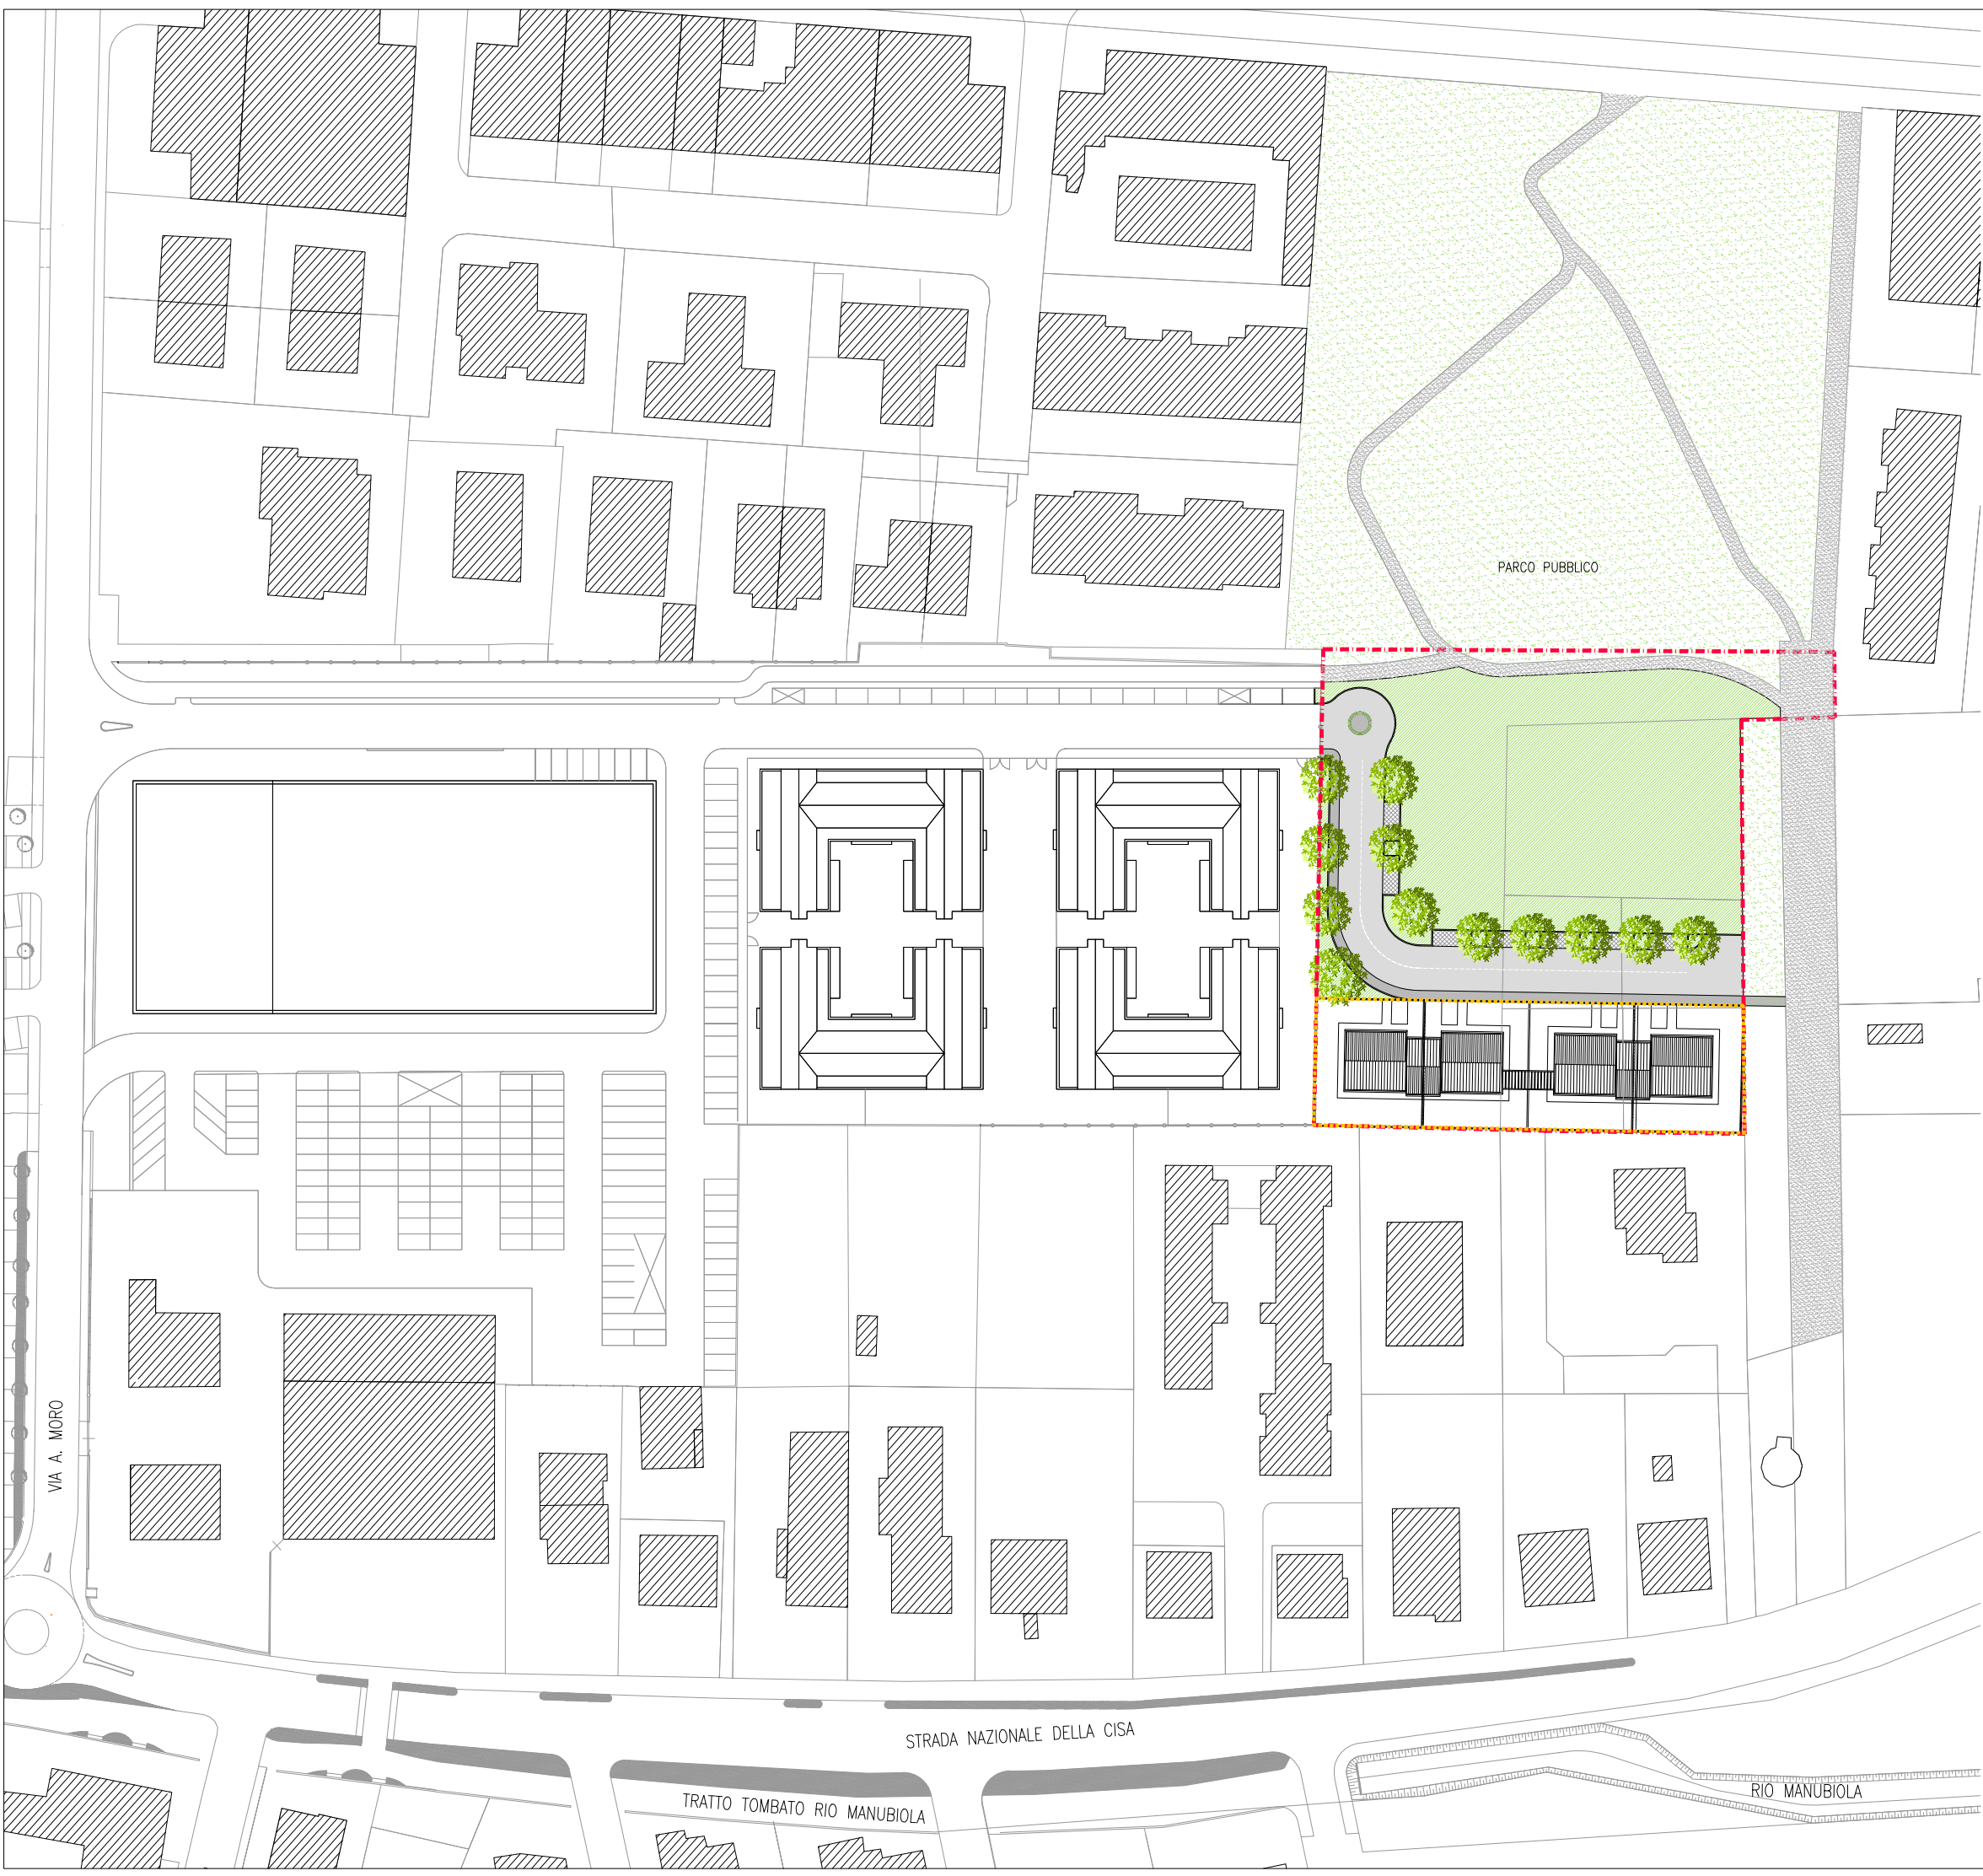 PARCO PUBBLICO
VIA A. MORO
STRADA NAZIONALE DELLA CISA
TRATTO TOMBATO RIO MANUBIOLA
RIO MANUBIOLA